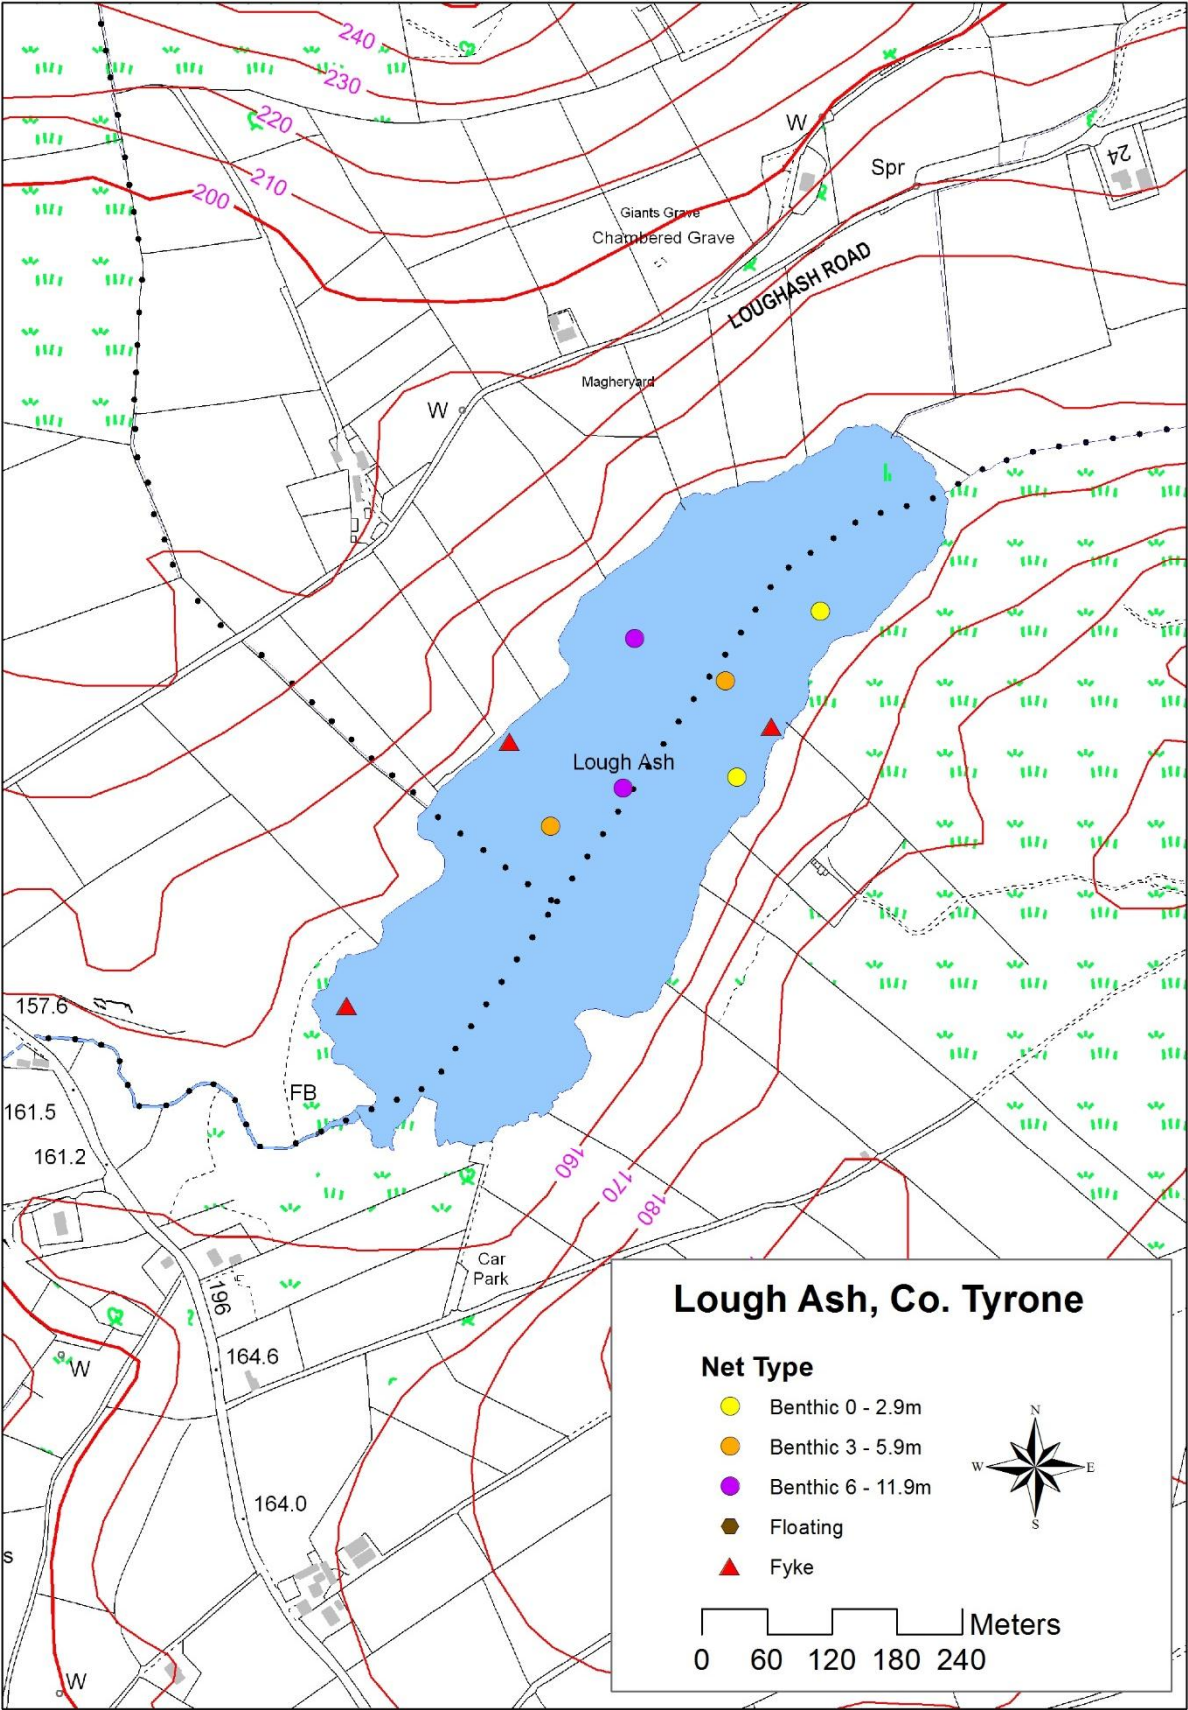 240
230
220
210
200
W
Spr
24
Giants Grave
Chambered Grave
LOUGHASH ROAD
Magheryard
W
Lough Ash
157.6
FB
161.5
161.2
160
170
180
Car
Park
196
164.6
W
164.0
s
W
Lough Ash, Co. Tyrone
Net Type
Benthic 0 - 2.9m
Benthic 3 - 5.9m
Benthic 6 - 11.9m
Floating
Fyke
N
W
E
S
Meters
0 60 120 180 240